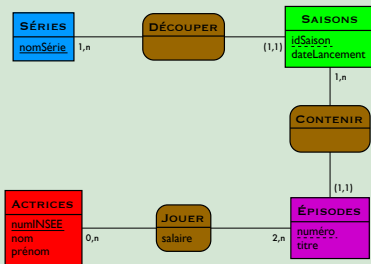 SÉRIES
nomSérie
1,n
DÉCOUPER
(1,1)
SAISONS
idSaison
dateLancement
1,n
CONTENIR
(1,1)
ACTRICES
numINSEE
nom
prénom
0,n
JOUER
salaire
2,n
ÉPISODES
numéro
titre